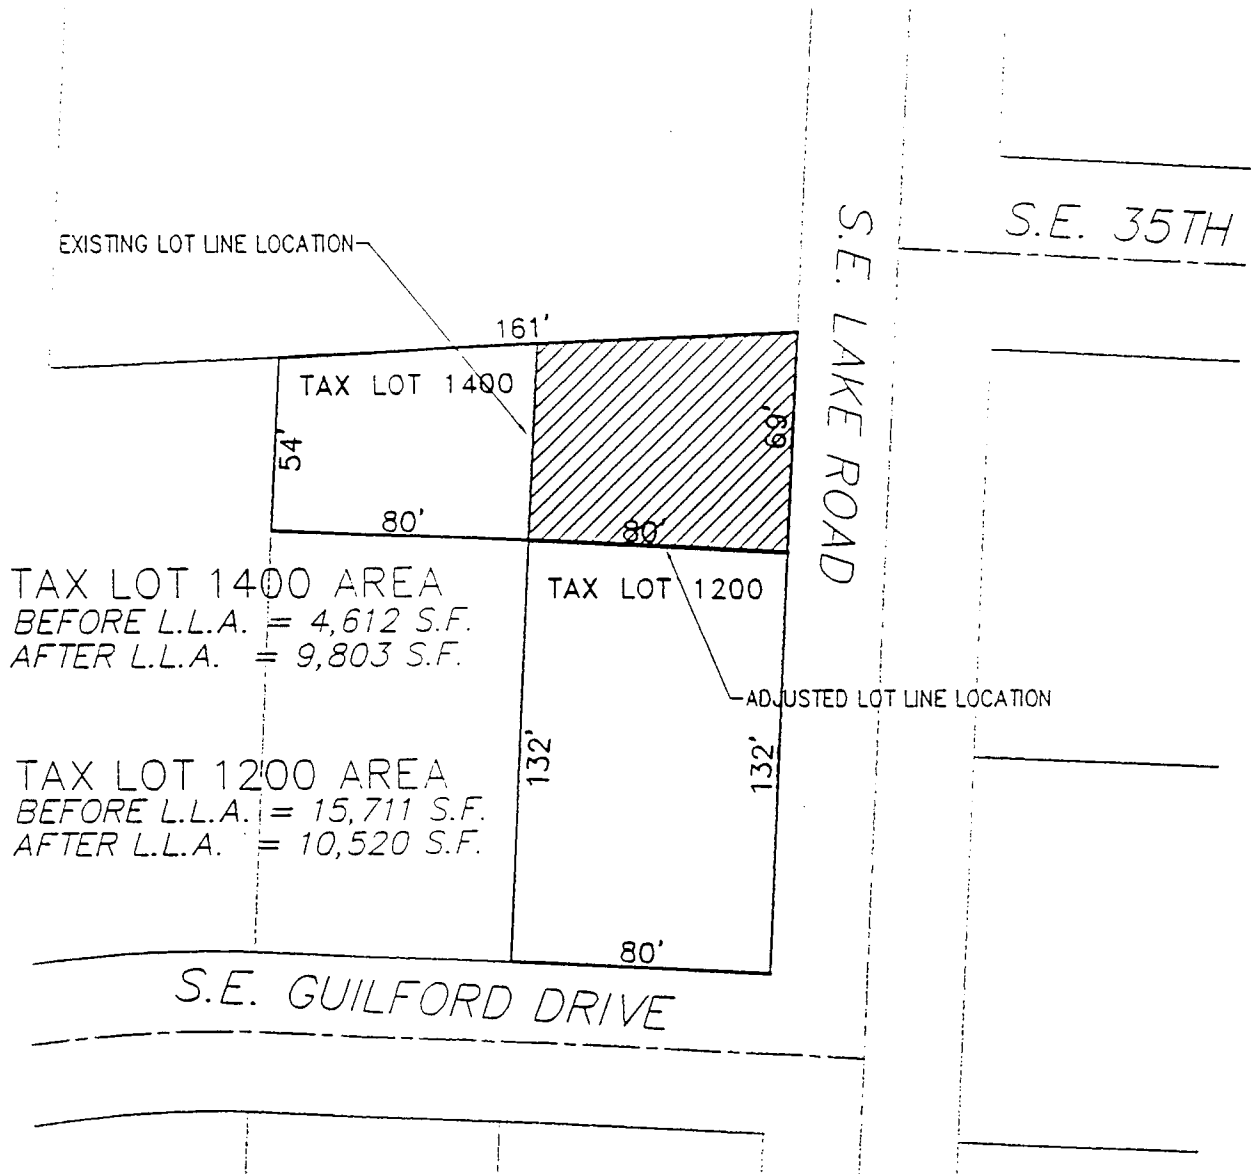 S.E. 35TH
S.E. LAKE ROAD
EXISTING LOT LINE LOCATION
161'
TAX LOT 1400
69'
54'
80'
80'
TAX LOT 1400 AREA
BEFORE L.L.A. = 4,612 S.F.
AFTER L.L.A. = 9,803 S.F.
TAX LOT 1200
ADJUSTED LOT LINE LOCATION
132'
132'
TAX LOT 1200 AREA
BEFORE L.L.A. = 15,711 S.F.
AFTER L.L.A. = 10,520 S.F.
80'
S.E. GUILFORD DRIVE